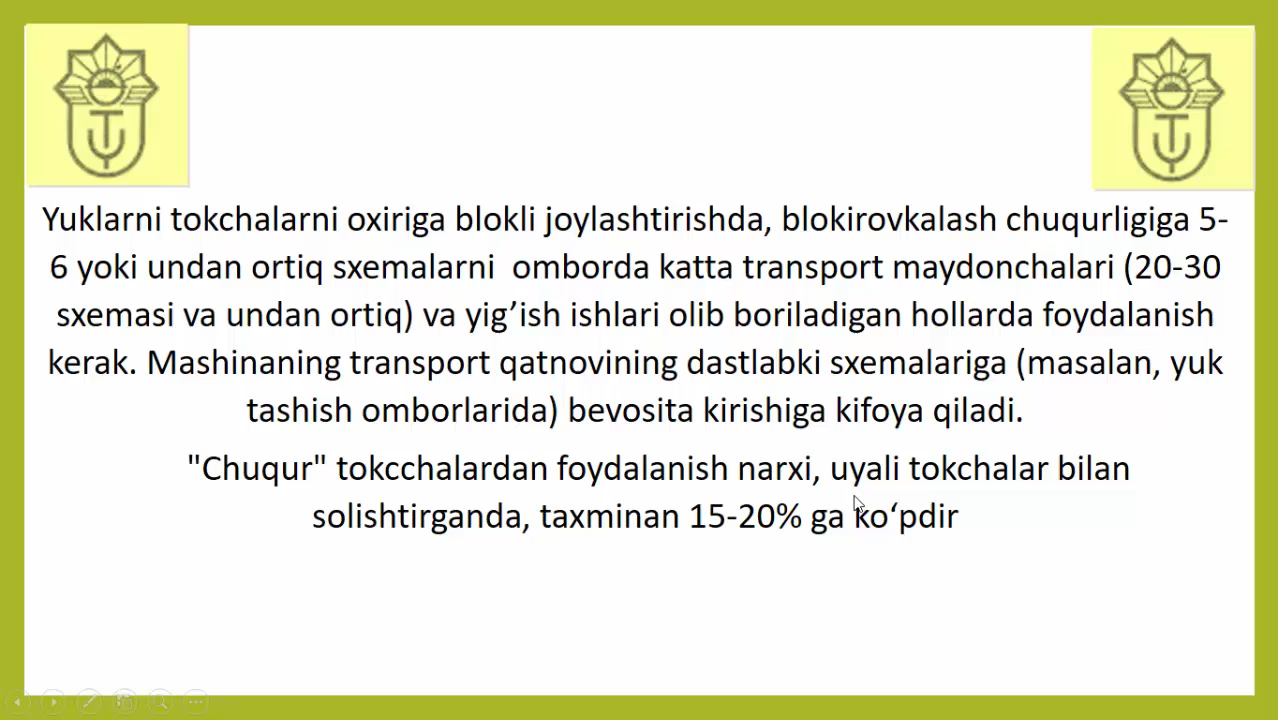 Yuklarni tokchalarni oxiriga blokli joylashtirishda, blokirovkalash chuqurligiga 5-
6 yoki undan ortiq sxemalarni  omborda katta transport maydonchalari (20-30
sxemasi va undan ortiq) va yig’ish ishlari olib boriladigan hollarda foydalanish
kerak. Mashinaning transport qatnovining dastlabki sxemalariga (masalan, yuk
tashish omborlarida) bevosita kirishiga kifoya qiladi.
"Chuqur" tokcchalardan foydalanish narxi, uyali tokchalar bilan
solishtirganda, taxminan 15-20% ga ko‘pdir